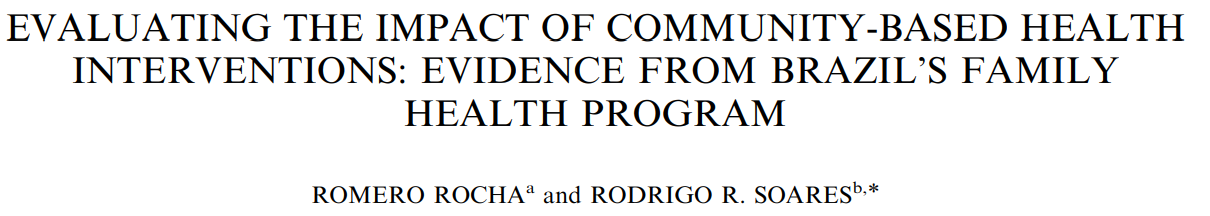 EVALUATING THE IMPACT OF COMMUNITY-BASED HEALTH
INTERVENTIONS: EVIDENCE FROM BRAZIL’S FAMILY
HEALTH PROGRAM
ROMERO ROCHAᵃ and RODRIGO R. SOARESᵇ,*